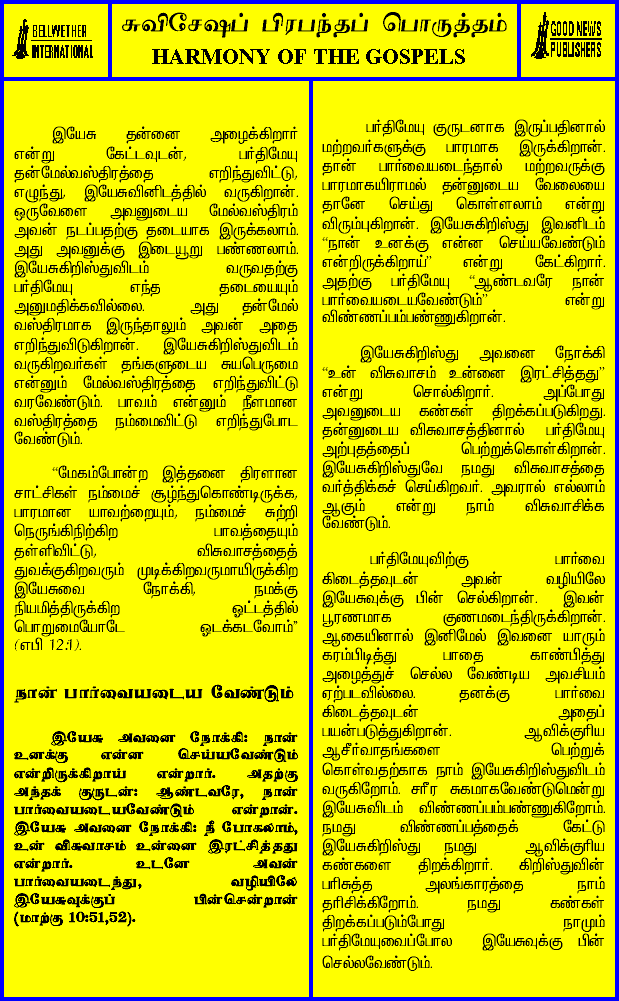 BELLWETHER
INTERNATIONAL
சுவிசேஷப் பிரபந்தப் பொருத்தம்
HARMONY OF THE GOSPELS
GOOD NEWS
PUBLISHERS
இயேசு தன்னை அழைக்கிறார்
என்று கேட்டவுடன், பர்திமேயு
தன்மேல்வஸ்திரத்தை எறிந்துவிட்டு,
எழுந்து, இயேசுவினிடத்தில் வருகிறான்.
ஒருவேளை அவனுடைய மேல்வஸ்திரம்
அவன் நடப்பதற்கு தடையாக இருக்கலாம்.
அது அவனுக்கு இடையூறு பண்ணலாம்.
இயேசுகிறிஸ்துவிடம் வருவதற்கு
பர்திமேயு எந்த தடையையும்
அனுமதிக்கவில்லை. அது தன்மேல்
வஸ்திரமாக இருந்தாலும் அவன் அதை
எறிந்துவிடுகிறான். இயேசுகிறிஸ்துவிடம்
வருகிறவர்கள் தங்களுடைய சுயபெருமை
என்னும் மேல்வஸ்திரத்தை எறிந்துவிட்டு
வரவேண்டும். பாவம் என்னும் நீளமான
வஸ்திரத்தை நம்மைவிட்டு எறிந்துபோட
வேண்டும்.
“மேகம்போன்ற இத்தனை திரளான
சாட்சிகள் நம்மைச் சூழ்ந்துகொண்டிருக்க,
பாரமான யாவற்றையும், நம்மைச் சுற்றி
நெருங்கிநிற்கிற பாவத்தையும்
தள்ளிவிட்டு, விசுவாசத்தைத்
துவக்குகிறவரும் முடிக்கிறவருமாயிருக்கிற
இயேசுவை நோக்கி, நமக்கு
நியமித்திருக்கிற ஓட்டத்தில்
பொறுமையோடே ஓடக்கடவோம்”
(எபி 12:1).
நான் பார்வையடைய வேண்டும்
இயேசு அவனை நோக்கி: நான்
உனக்கு என்ன செய்யவேண்டும்
என்றிருக்கிறாய் என்றார். அதற்கு
அந்தக் குருடன்: ஆண்டவரே, நான்
பார்வையடையவேண்டும் என்றான்.
இயேசு அவனை நோக்கி: நீ போகலாம்,
உன் விசுவாசம் உன்னை இரட்சித்தது
என்றார். உடனே அவன்
பார்வையடைந்து, வழியிலே
இயேசுவுக்குப் பின்சென்றான்
(மாற்கு 10:51,52).
பர்திமேயு குருடனாக இருப்பதினால்
மற்றவர்களுக்கு பாரமாக இருக்கிறான்.
தான் பார்வையடைந்தால் மற்றவருக்கு
பாரமாகயிராமல் தன்னுடைய வேலையை
தானே செய்து கொள்ளலாம் என்று
விரும்புகிறான். இயேசுகிறிஸ்து இவனிடம்
“நான் உனக்கு என்ன செய்யவேண்டும்
என்றிருக்கிறாய்” என்று கேட்கிறார்.
அதற்கு பர்திமேயு “ஆண்டவரே நான்
பார்வையடையவேண்டும்” என்று
விண்ணப்பம்பண்ணுகிறான்.
இயேசுகிறிஸ்து அவனை நோக்கி
“உன் விசுவாசம் உன்னை இரட்சித்தது”
என்று சொல்கிறார். அப்போது
அவனுடைய கண்கள் திறக்கப்படுகிறது.
தன்னுடைய விசுவாசத்தினால் பர்திமேயு
அற்புதத்தைப் பெற்றுக்கொள்கிறான்.
இயேசுகிறிஸ்துவே நமது விசுவாசத்தை
வர்த்திக்கச் செய்கிறவர். அவரால் எல்லாம்
ஆகும் என்று நாம் விசுவாசிக்க
வேண்டும்.
பர்திமேயுவிற்கு பார்வை
கிடைத்தவுடன் அவன் வழியிலே
இயேசுவுக்கு பின் செல்கிறான். இவன்
பூரணமாக குணமடைந்திருக்கிறான்.
ஆகையினால் இனிமேல் இவனை யாரும்
கரம்பிடித்து பாதை காண்பித்து
அழைத்துச் செல்ல வேண்டிய அவசியம்
ஏற்படவில்லை. தனக்கு பார்வை
கிடைத்தவுடன் அதைப்
பயன்படுத்துகிறான். ஆவிக்குரிய
ஆசீர்வாதங்களை பெற்றுக்
கொள்வதற்காக நாம் இயேசுகிறிஸ்துவிடம்
வருகிறோம். சரீர சுகமாகவேண்டுமென்று
இயேசுவிடம் விண்ணப்பம்பண்ணுகிறோம்.
நமது விண்ணப்பத்தைக் கேட்டு
இயேசுகிறிஸ்து நமது ஆவிக்குரிய
கண்களை திறக்கிறார். கிறிஸ்துவின்
பரிசுத்த அலங்காரத்தை நாம்
தரிசிக்கிறோம். நமது கண்கள்
திறக்கப்படும்போது நாமும்
பர்திமேயுவைப்போல இயேசுவுக்கு பின்
செல்லவேண்டும்.